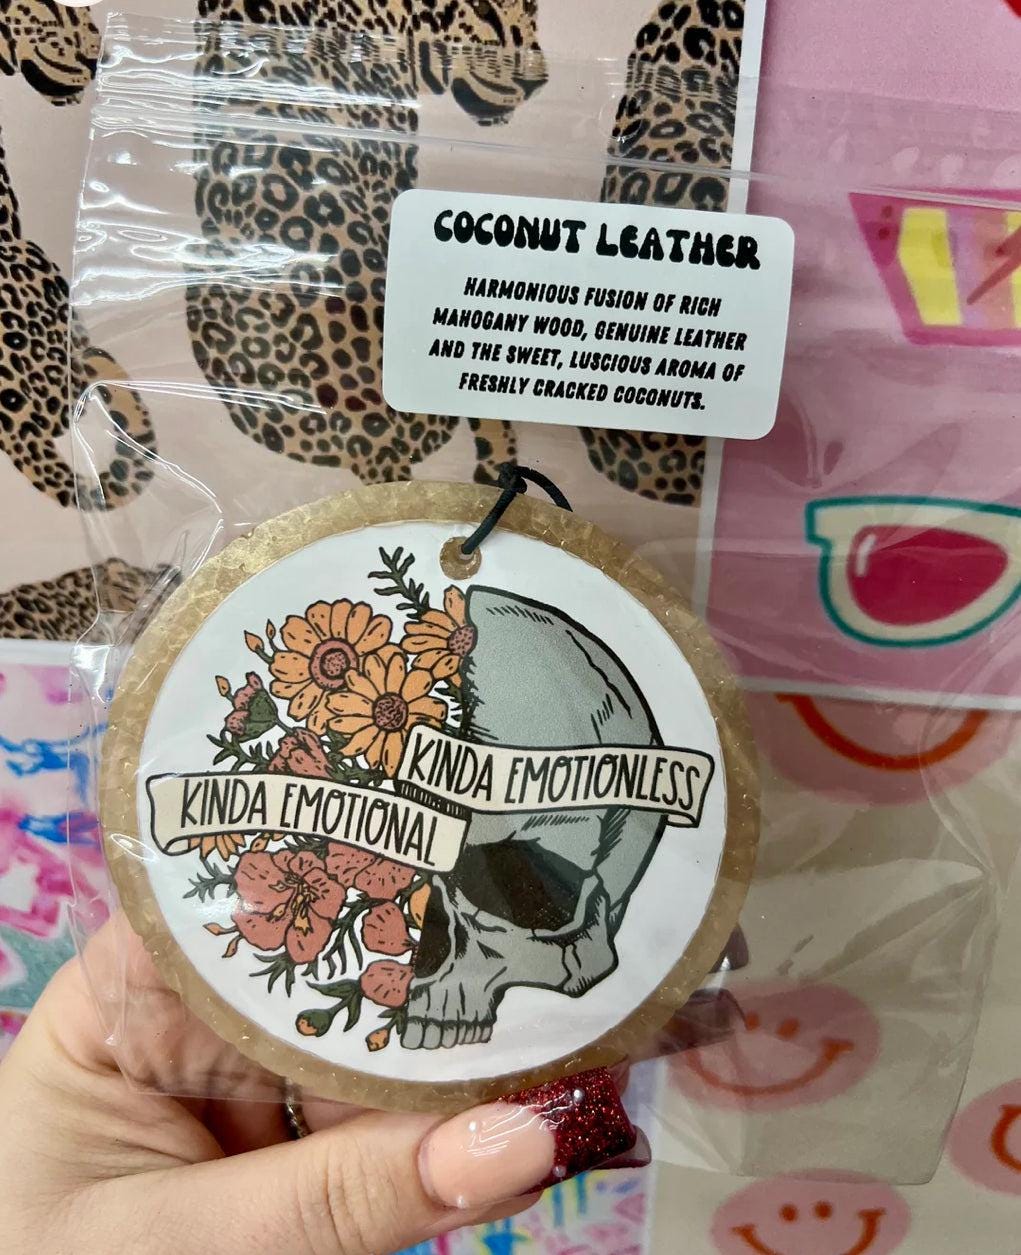 COCONUT LEATHER
HARMONIOUS FUSION OF RICH
MAHOGANY WOOD, GENUINE LEATHER
AND THE SWEET, LUSCIOUS AROMA OF
FRESHLY CRACKED COCONUTS.
KINDA EMOTIONAL
KINDA EMOTIONLESS